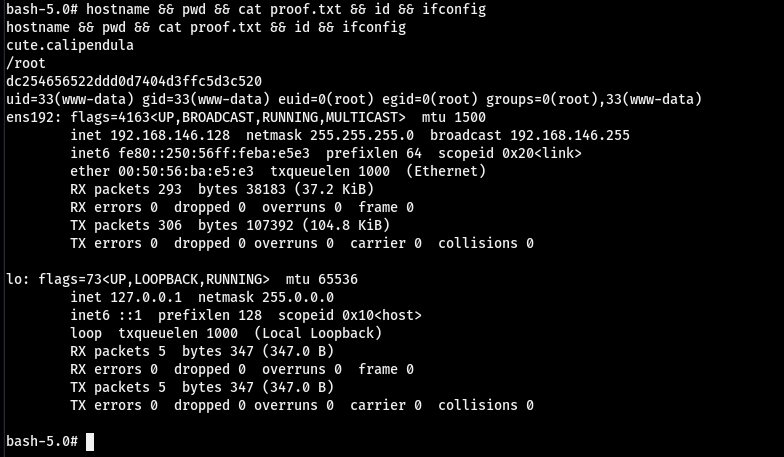 bash-5.0# hostname && pwd && cat proof.txt && id && ifconfig
hostname && pwd && cat proof.txt && id && ifconfig
cute.calipendula
/root
dc254656522ddd0d7404d3ffc5d3c520
uid=33(www-data) gid=33(www-data) euid=0(root) egid=0(root) groups=0(root),33(www-data)
ens192: flags=4163<UP,BROADCAST,RUNNING,MULTICAST>  mtu 1500
        inet 192.168.146.128  netmask 255.255.255.0  broadcast 192.168.146.255
        inet6 fe80::250:56ff:feba:e5e3  prefixlen 64  scopeid 0x20<link>
        ether 00:50:56:ba:e5:e3  txqueuelen 1000  (Ethernet)
        RX packets 293  bytes 38183 (37.2 KiB)
        RX errors 0  dropped 0  overruns 0  frame 0
        TX packets 306  bytes 107392 (104.8 KiB)
        TX errors 0  dropped 0 overruns 0  carrier 0  collisions 0

lo: flags=73<UP,LOOPBACK,RUNNING>  mtu 65536
        inet 127.0.0.1  netmask 255.0.0.0
        inet6 ::1  prefixlen 128  scopeid 0x10<host>
        loop  txqueuelen 1000  (Local Loopback)
        RX packets 5  bytes 347 (347.0 B)
        RX errors 0  dropped 0  overruns 0  frame 0
        TX packets 5  bytes 347 (347.0 B)
        TX errors 0  dropped 0 overruns 0  carrier 0  collisions 0

bash-5.0#